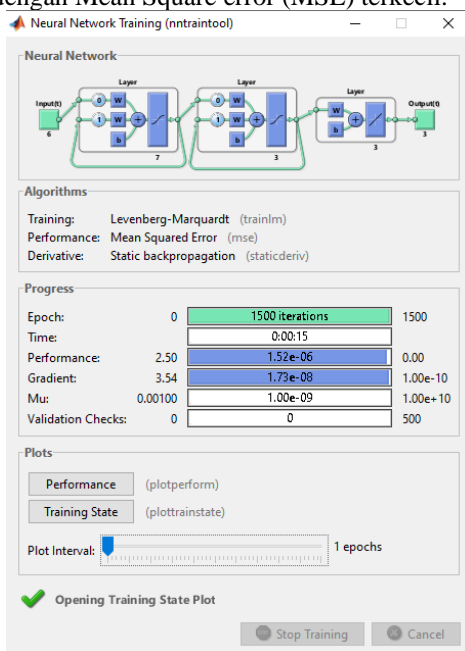 dengan Mean Square error (MSE) terkecil.
Neural Network Training (nntraintool)
Neural Network
Layer Layer Layer
Input(t) 0 W 0 W W Output(t)
1 W 1 W
b b b
6 7 3 3 3
Algorithms
Training: Levenberg-Marquardt (trainlm)
Performance: Mean Squared Error (mse)
Derivative: Static backpropagation (staticderiv)
Progress
Epoch: 0 1500 iterations 1500
Time: 0:00:15
Performance: 2.50 1.52e-06 0.00
Gradient: 3.54 1.73e-08 1.00e-10
Mu: 0.00100 1.00e-09 1.00e+10
Validation Checks: 0 0 500
Plots
Performance (plotperform)
Training State (plottrainstate)
Plot Interval: 1 epochs
Opening Training State Plot
Stop Training Cancel